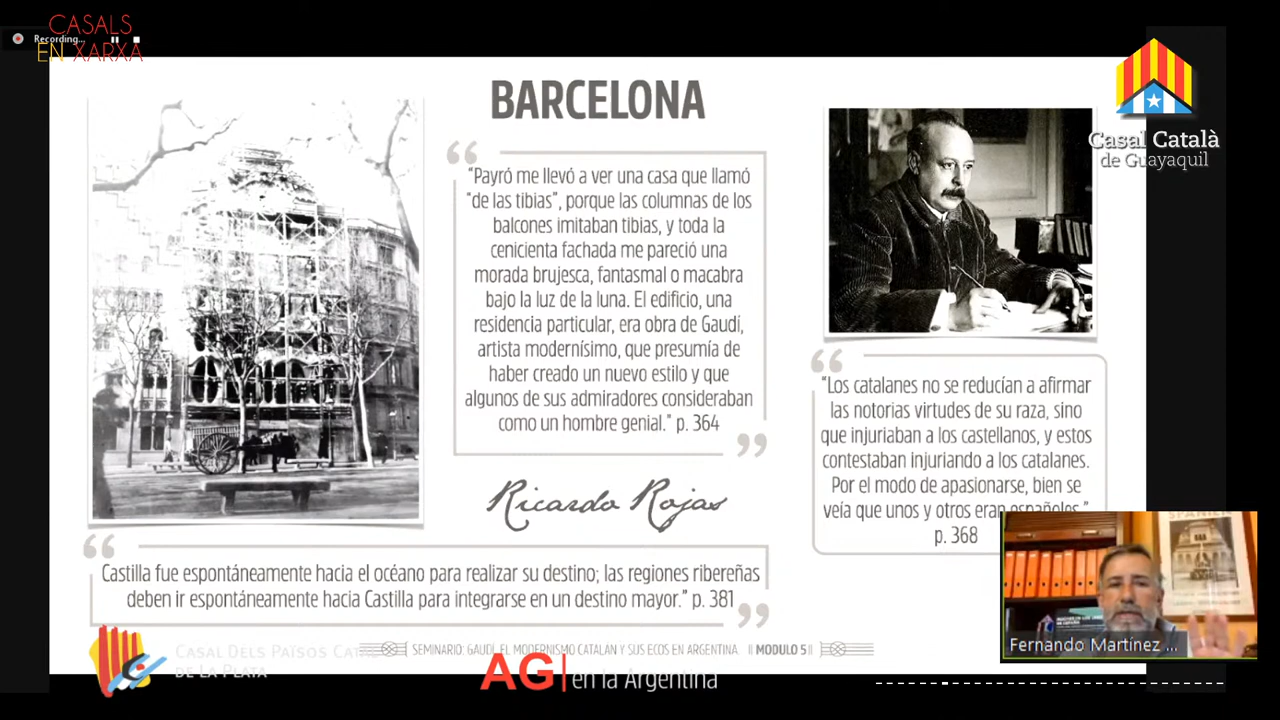 CASALS
EN XARXA
Recording...
BARCELONA
Casal Català
de Guayaquil
“Payró me llevó a ver una casa que llamó
“de las tibias”, porque las columnas de los
balcones imitaban tibias, y toda la
cenicienta fachada me pareció una
morada brujesca, fantasmal o macabra
bajo la luz de la luna. El edificio, una
residencia particular, era obra de Gaudí,
artista modernísimo, que presumía de
haber creado un nuevo estilo y que
algunos de sus admiradores consideraban
como un hombre genial.” p. 364
Ricardo Rojas
“Los catalanes no se reducían a afirmar
las notorias virtudes de su raza, sino
que injuriaban a los castellanos, y estos
contestaban injuriando a los catalanes.
Por el modo de apasionarse, bien se
veía que unos y otros eran españoles.”
p. 368
Castilla fue espontáneamente hacia el océano para realizar su destino; las regiones ribereñas
deben ir espontáneamente hacia Castilla para integrarse en un destino mayor.” p. 381
SEMINARIO: GAUDÍ, EL MODERNISMO CATALÁN Y SUS ECOS EN ARGENTINA || MODULO 5 ||
CASAL DELS PAÏSOS
DE LA PLATA
AG|
en la Argentina
SPANIEN
Fernando Martínez ...